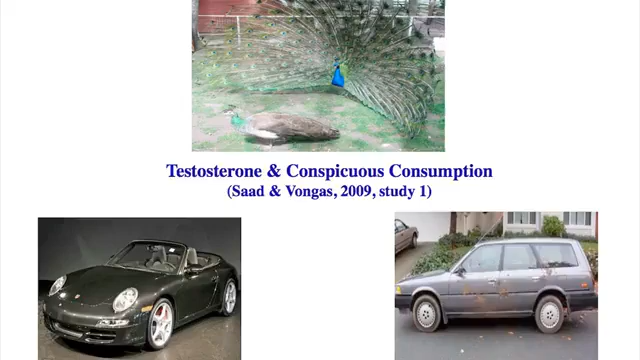 Testosterone & Conspicuous Consumption
(Saad & Vongas, 2009, study 1)